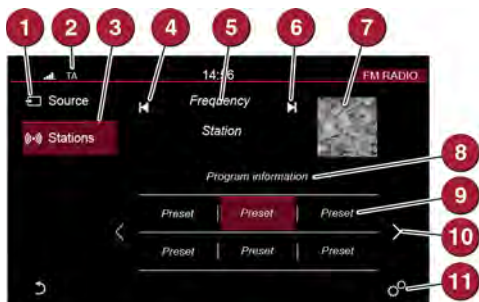 1 2 3 4 5 6 7
TA 14:56 FM RADIO
Source Frequency
Stations Station
8
Program information
9
Preset Preset Preset
10
Preset Preset Preset
11